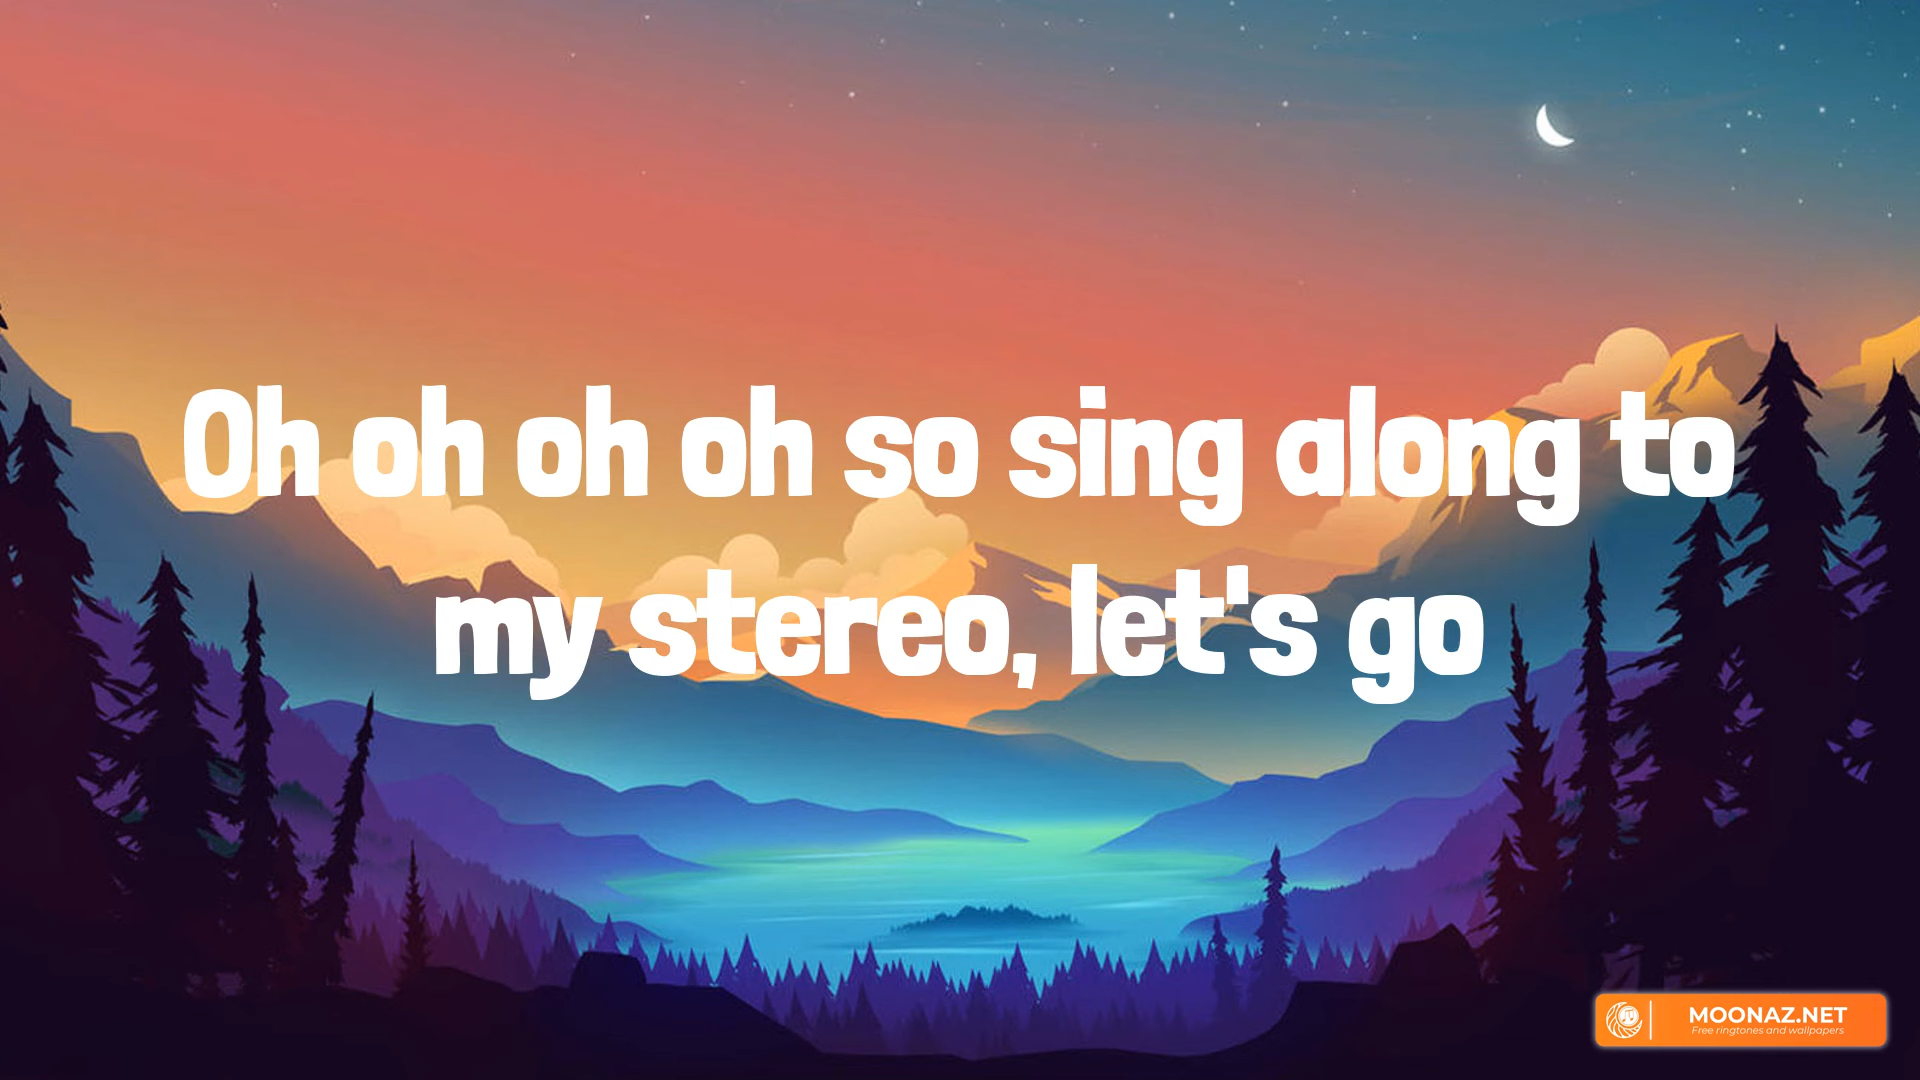 Oh oh oh oh so sing along to
my stereo, let's go
MOONAZ.NET
Free ringtones and wallpapers